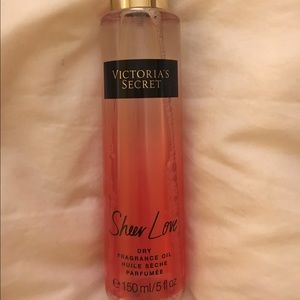 VICTORIA'S
SECRET
Sheer Love
DRY
FRAGRANCE OIL
HUILE SÈCHE
PARFUMÉE
℮ 150 ml/5 fl oz